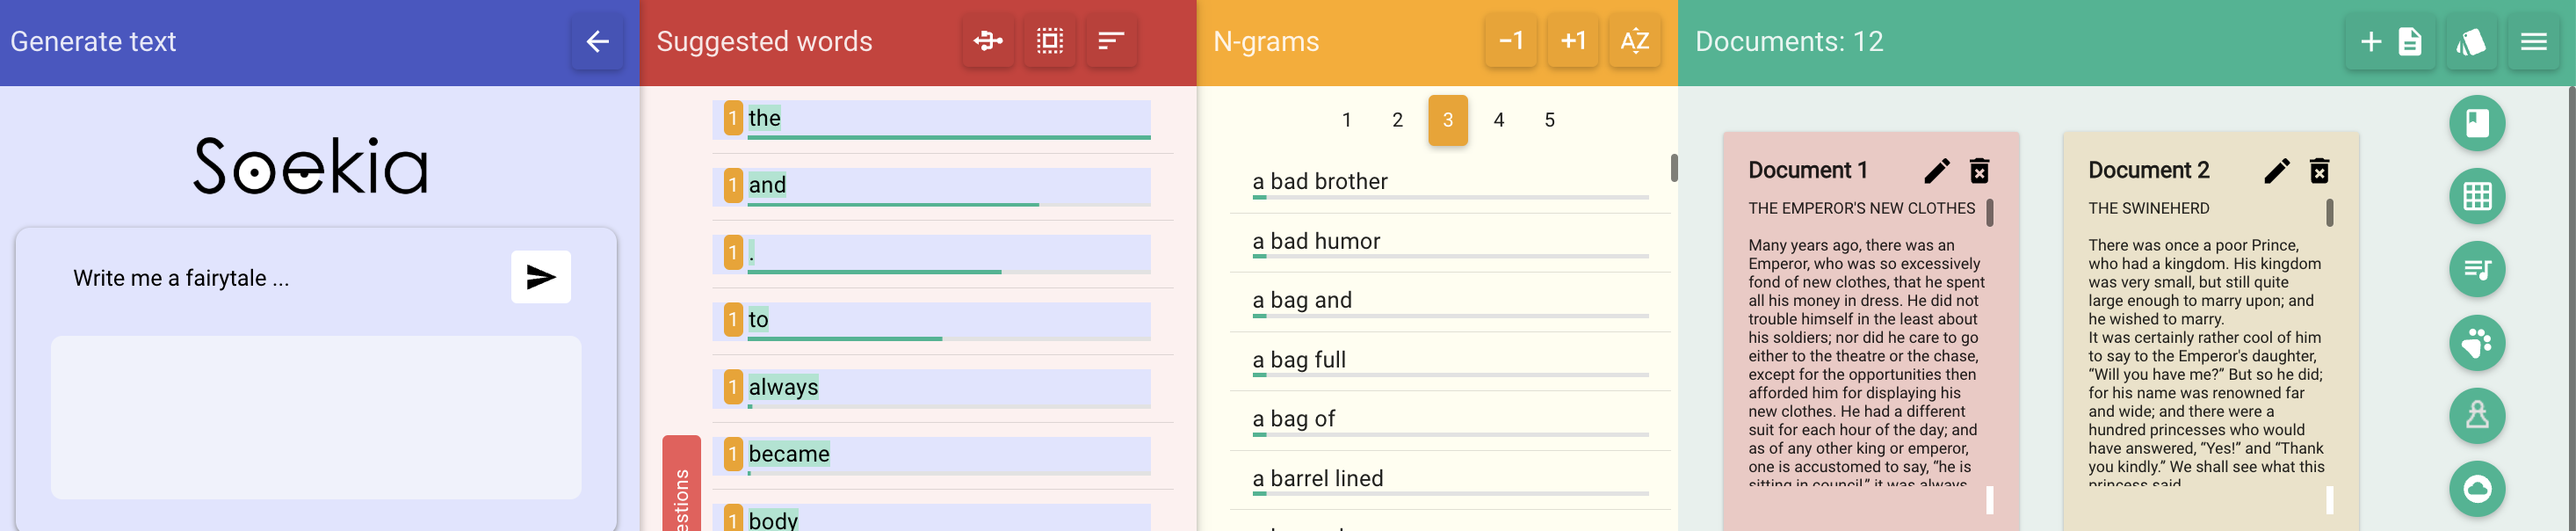 Generate text
Soekia
Write me a fairytale ...
Suggested words
1 the
1 and
1 .
1 to
1 always
1 became
1 body
estions
N-grams
−1
+1
AZ
1 2 3 4 5
a bad brother
a bad humor
a bag and
a bag full
a bag of
a barrel lined
Documents: 12
+
Document 1
THE EMPEROR'S NEW CLOTHES
Many years ago, there was an
Emperor, who was so excessively
fond of new clothes, that he spent
all his money in dress. He did not
trouble himself in the least about
his soldiers; nor did he care to go
either to the theatre or the chase,
except for the opportunities then
afforded him for displaying his
new clothes. He had a different
suit for each hour of the day; and
as of any other king or emperor,
one is accustomed to say, “he is
sitting in council,” it was always
Document 2
THE SWINEHERD
There was once a poor Prince,
who had a kingdom. His kingdom
was very small, but still quite
large enough to marry upon; and
he wished to marry.
It was certainly rather cool of him
to say to the Emperor's daughter,
“Will you have me?” But so he did;
for his name was renowned far
and wide; and there were a
hundred princesses who would
have answered, “Yes!” and “Thank
you kindly.” We shall see what this
princess said